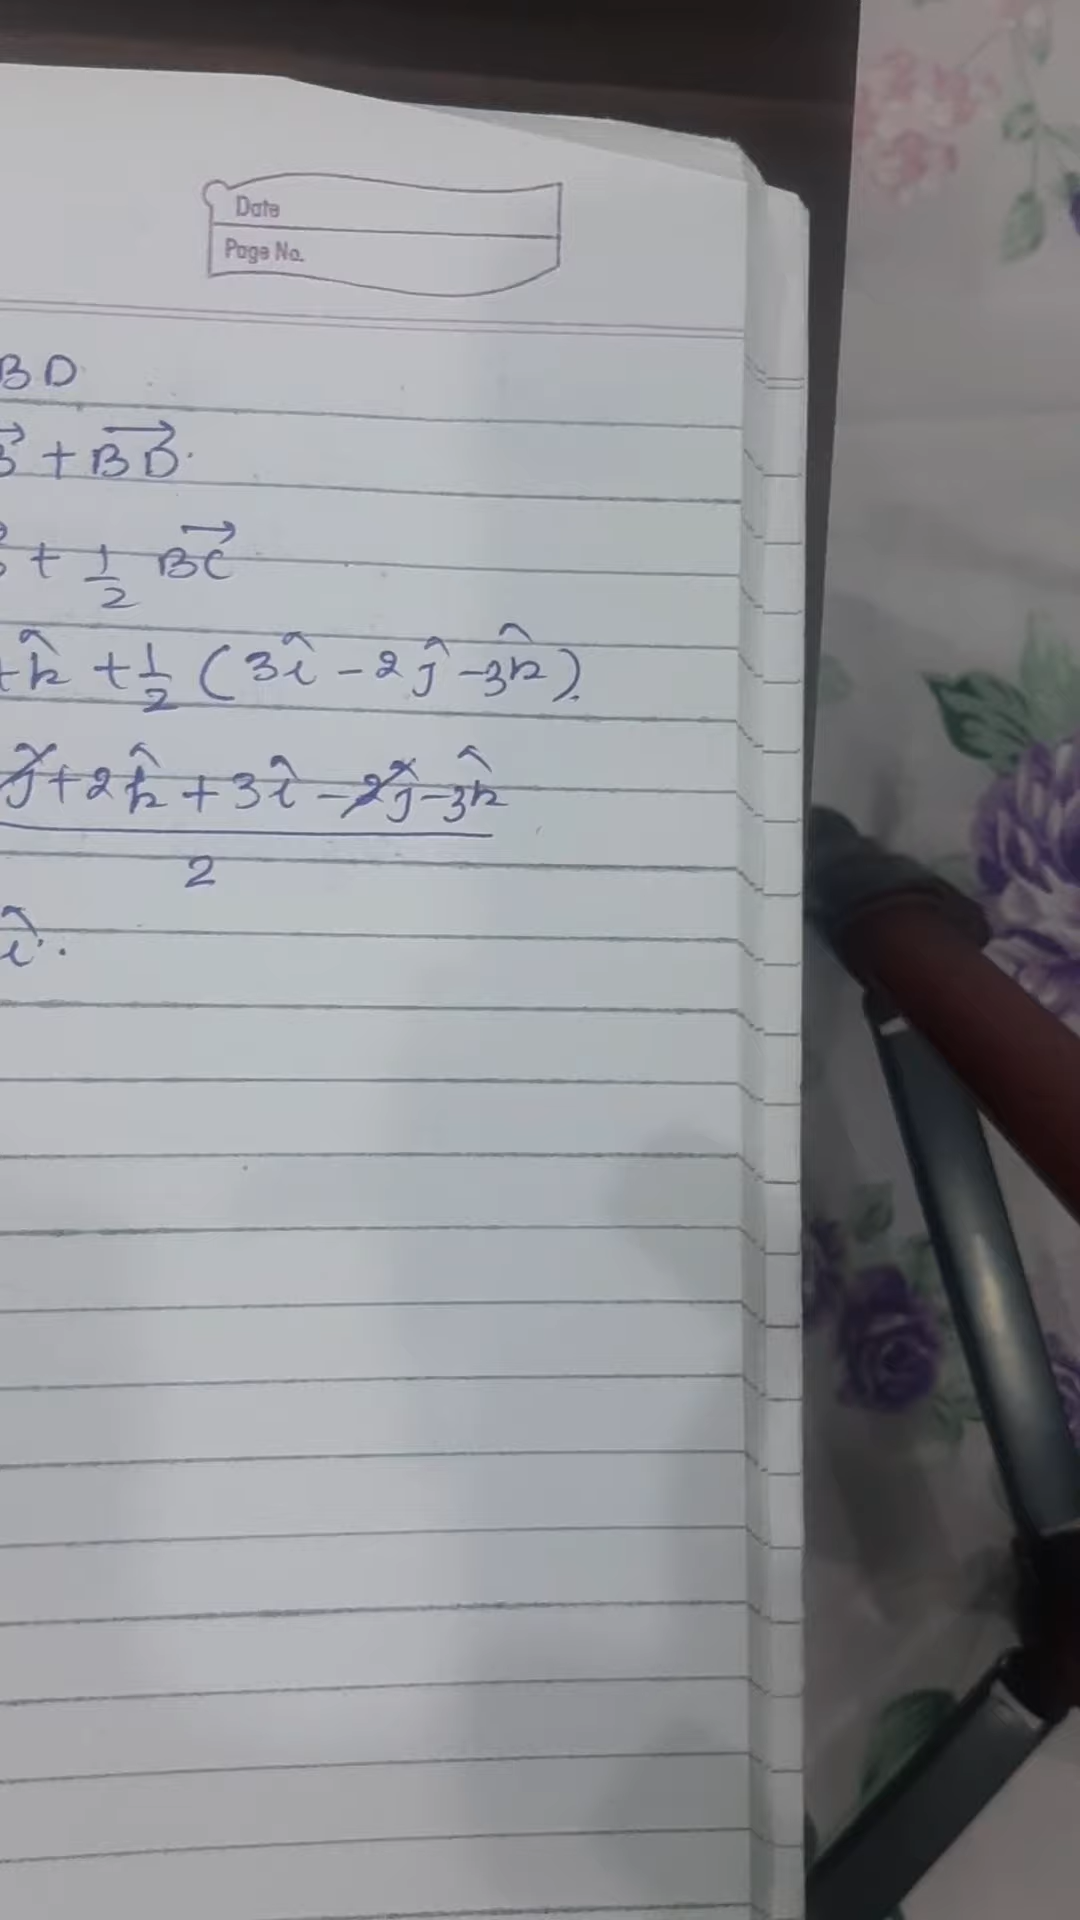 Date
Page No.
BD
+ BD⃗.
+ 1/2 BC⃗
+k̂ + 1/2 (3î - 2ĵ - 3k̂).
ĵ + 2k̂ + 3î - 2ĵ - 3k̂
2
î.